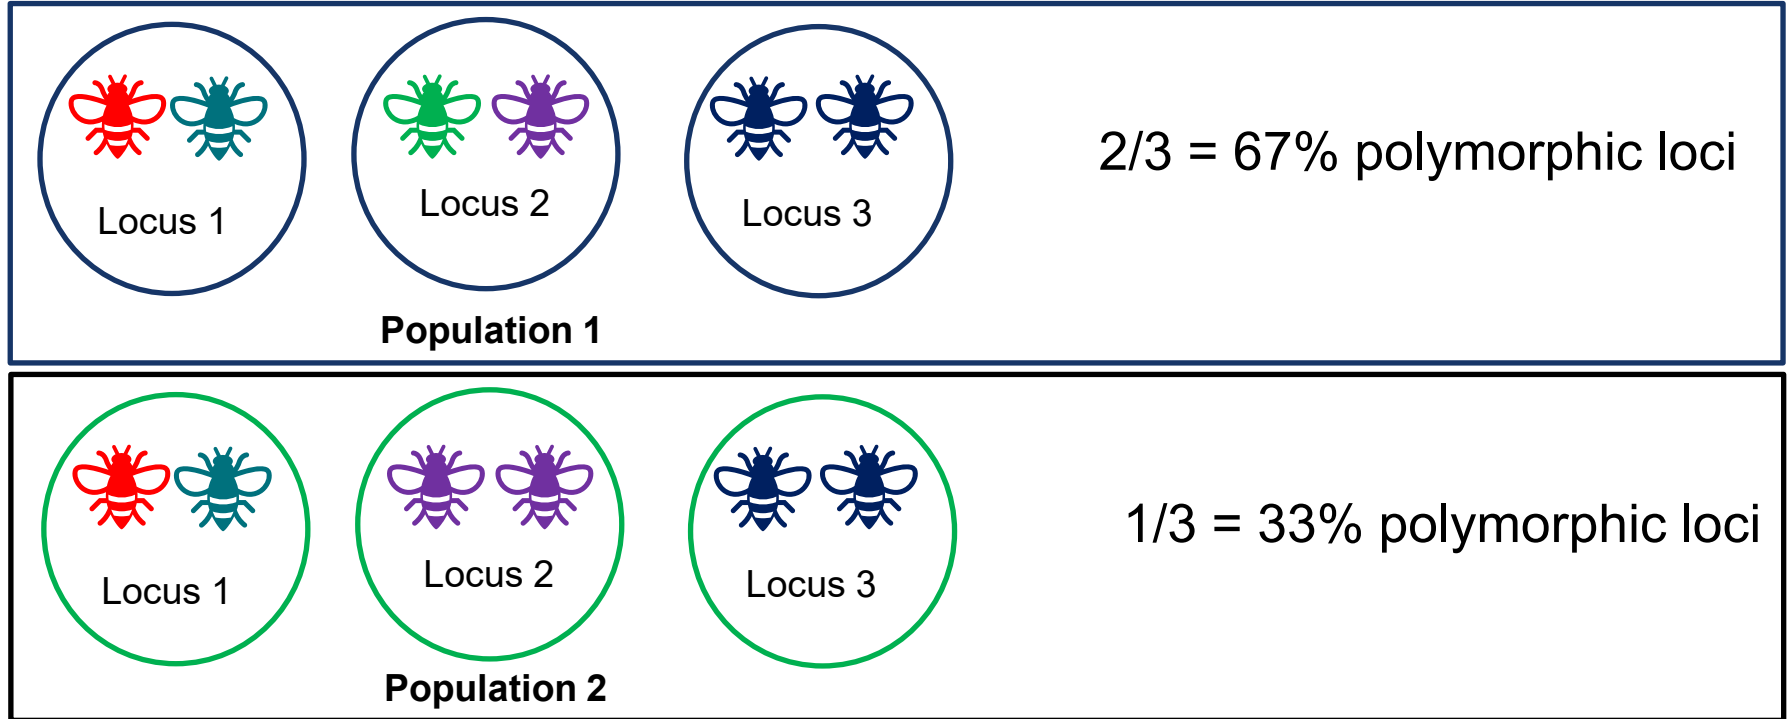 Locus 1
Locus 2
Locus 3
2/3 = 67% polymorphic loci
Population 1
Locus 1
Locus 2
Locus 3
1/3 = 33% polymorphic loci
Population 2